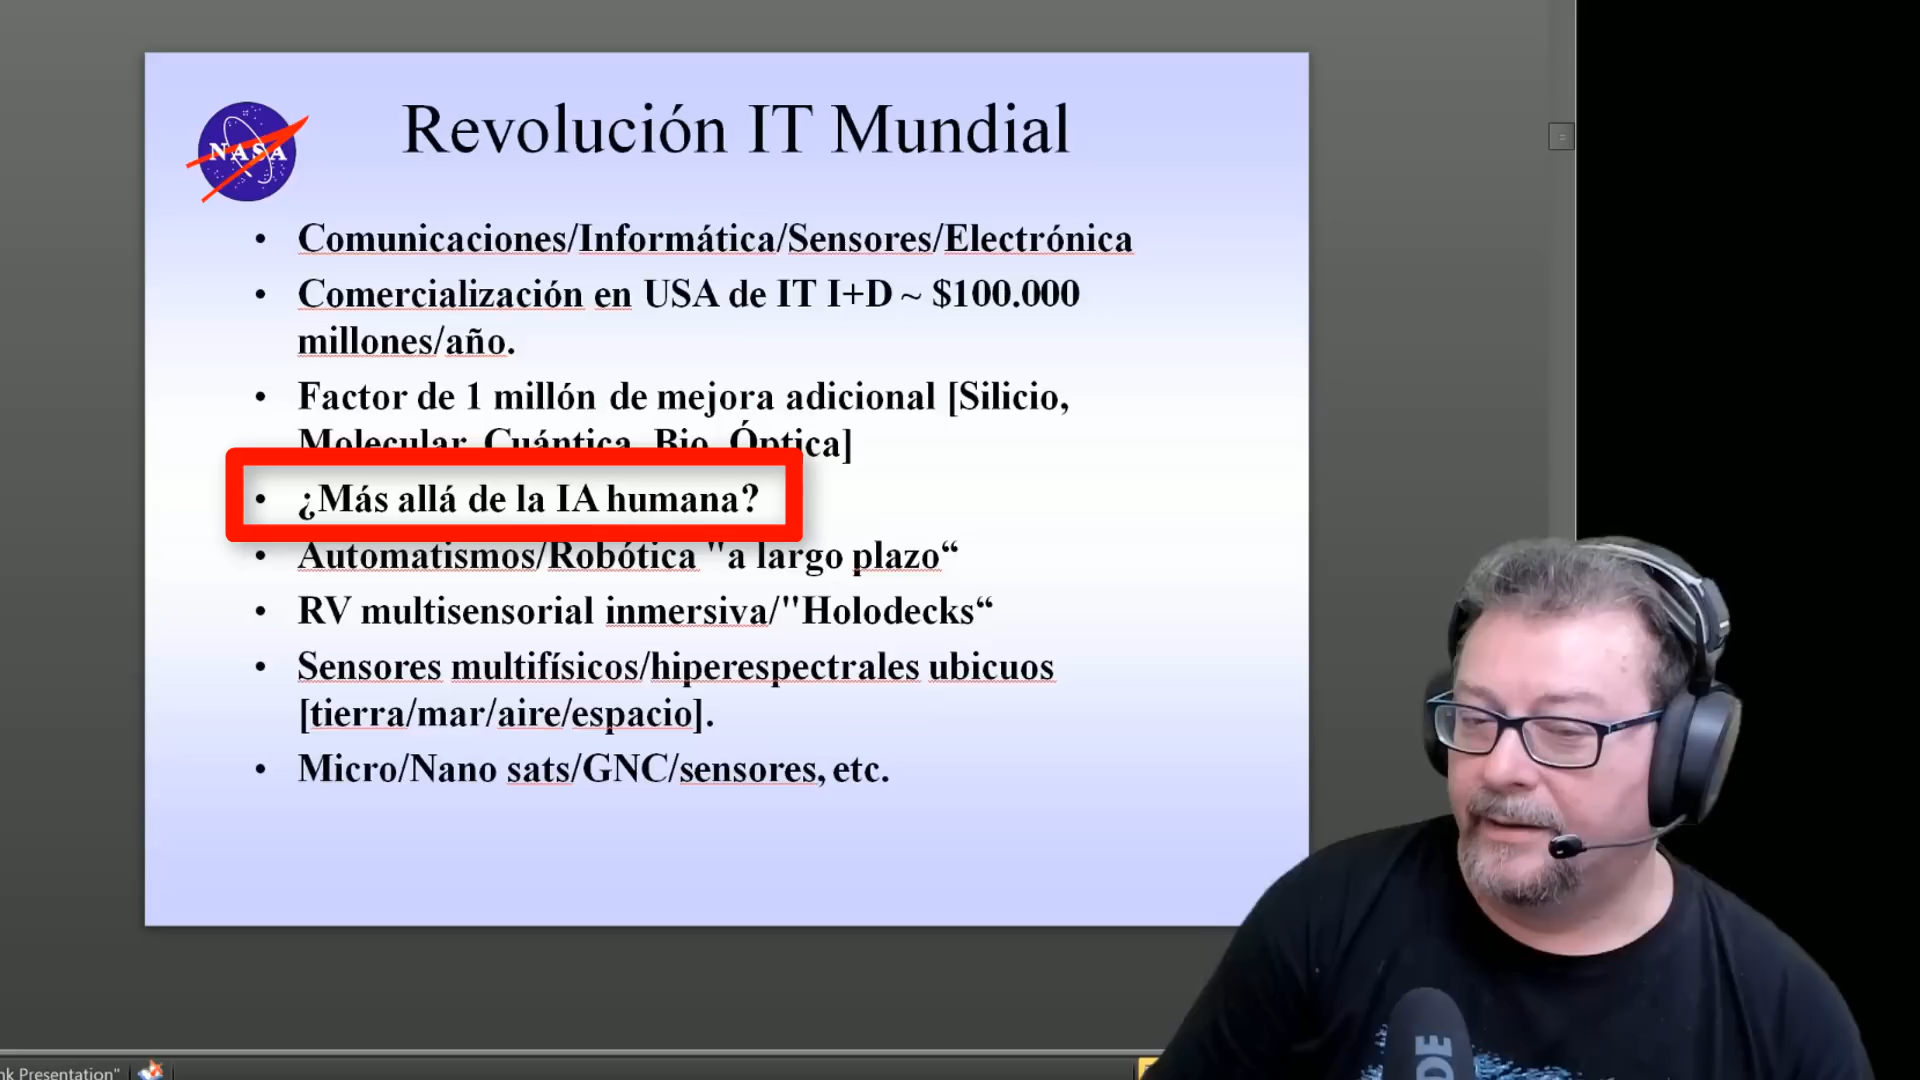 NASA
Revolución IT Mundial
• Comunicaciones/Informática/Sensores/Electrónica
• Comercialización en USA de IT I+D ~ $100.000
millones/año.
• Factor de 1 millón de mejora adicional [Silicio,
Molecular, Cuántica, Bio, Óptica]
• ¿Más allá de la IA humana?
• Automatismos/Robótica "a largo plazo“
• RV multisensorial inmersiva/"Holodecks“
• Sensores multifísicos/hiperespectrales ubicuos
[tierra/mar/aire/espacio].
• Micro/Nano sats/GNC/sensores, etc.
nk Presentation"
DE